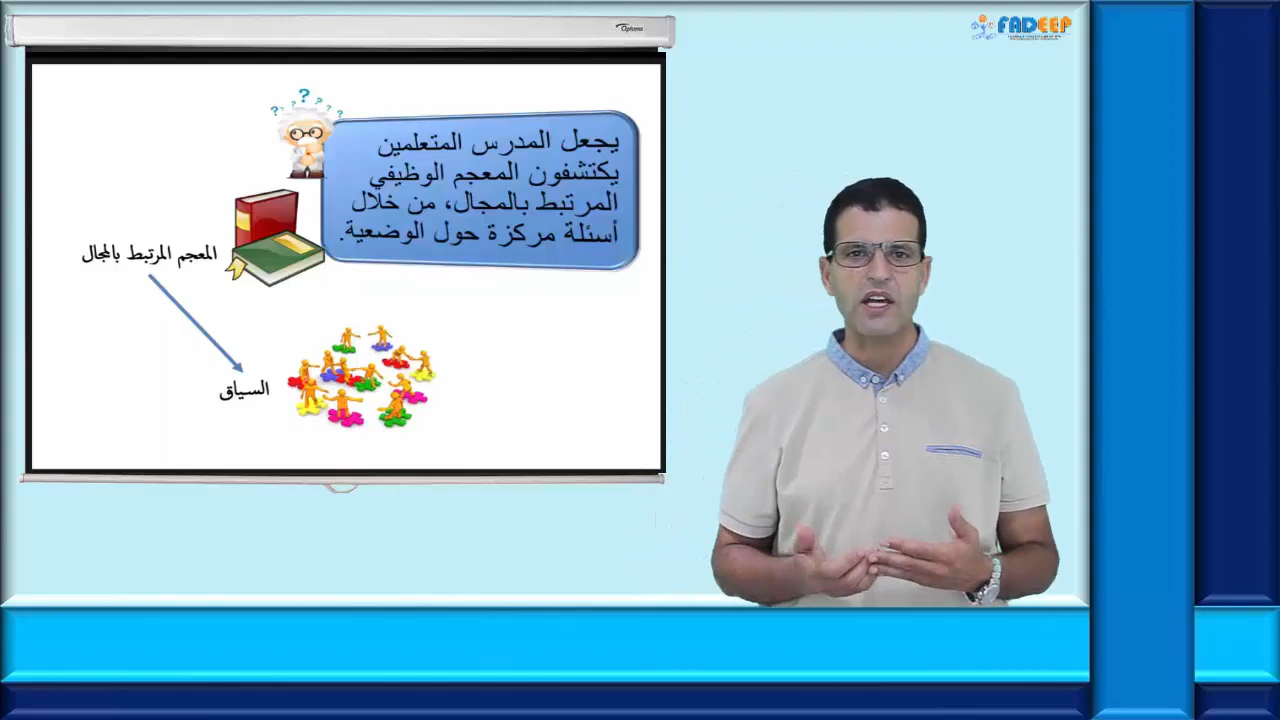 Optoma
FADEEP
يجعل المدرس المتعلمين
يكتشفون المعجم الوظيفي
المرتبط بالمجال، من خلال
أسئلة مركزة حول الوضعية.
المعجم المرتبط بالمجال
السياق